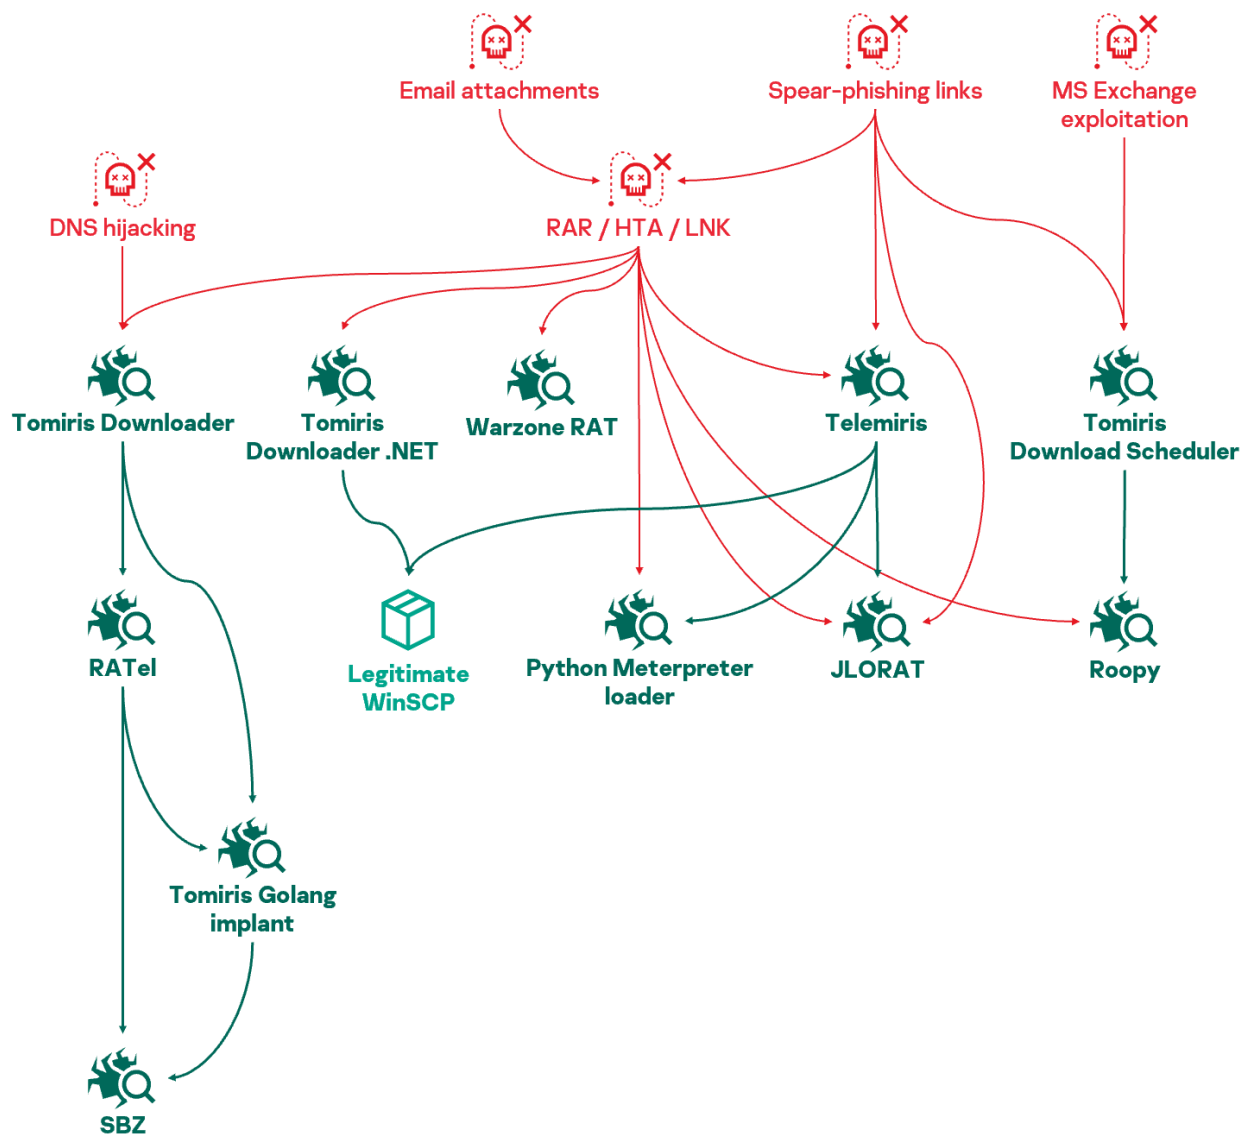 Email attachments
Spear-phishing links
MS Exchange
exploitation
DNS hijacking
RAR / HTA / LNK
Tomiris Downloader
Tomiris
Downloader .NET
Warzone RAT
Telemiris
Tomiris
Download Scheduler
RATel
Legitimate
WinSCP
Python Meterpreter
loader
JLORAT
Roopy
Tomiris Golang
implant
SBZ